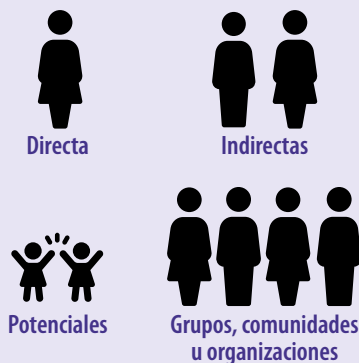 Directa
Indirectas
Potenciales
Grupos, comunidades
u organizaciones